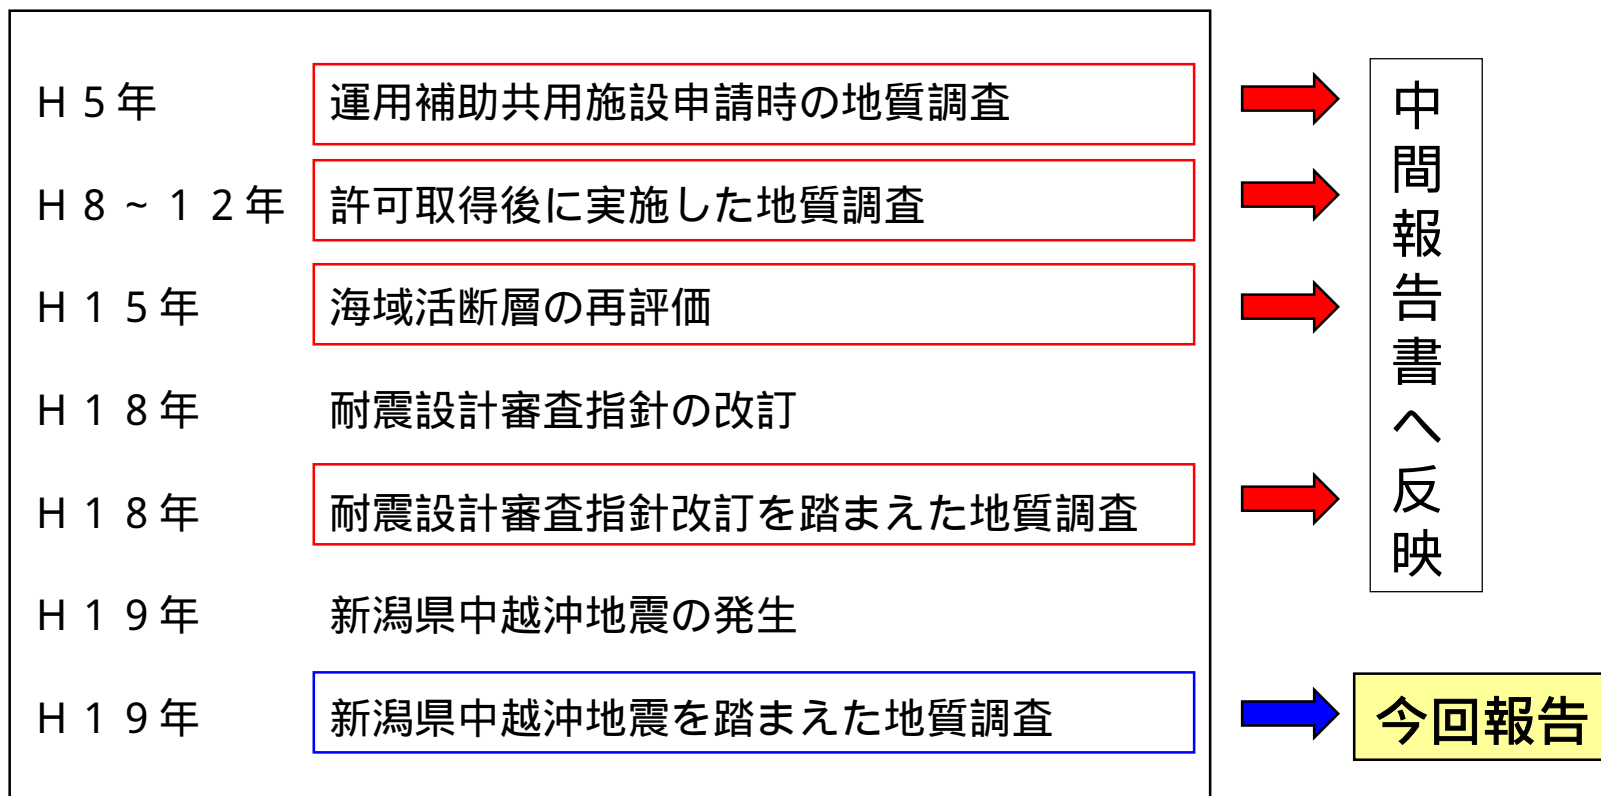 H５年 運用補助共用施設申請時の地質調査
H８~１２年 許可取得後に実施した地質調査
H１５年 海域活断層の再評価
H１８年 耐震設計審査指針の改訂
H１８年 耐震設計審査指針改訂を踏まえた地質調査
H１９年 新潟県中越沖地震の発生
H１９年 新潟県中越沖地震を踏まえた地質調査
中間報告書へ反映
今回報告